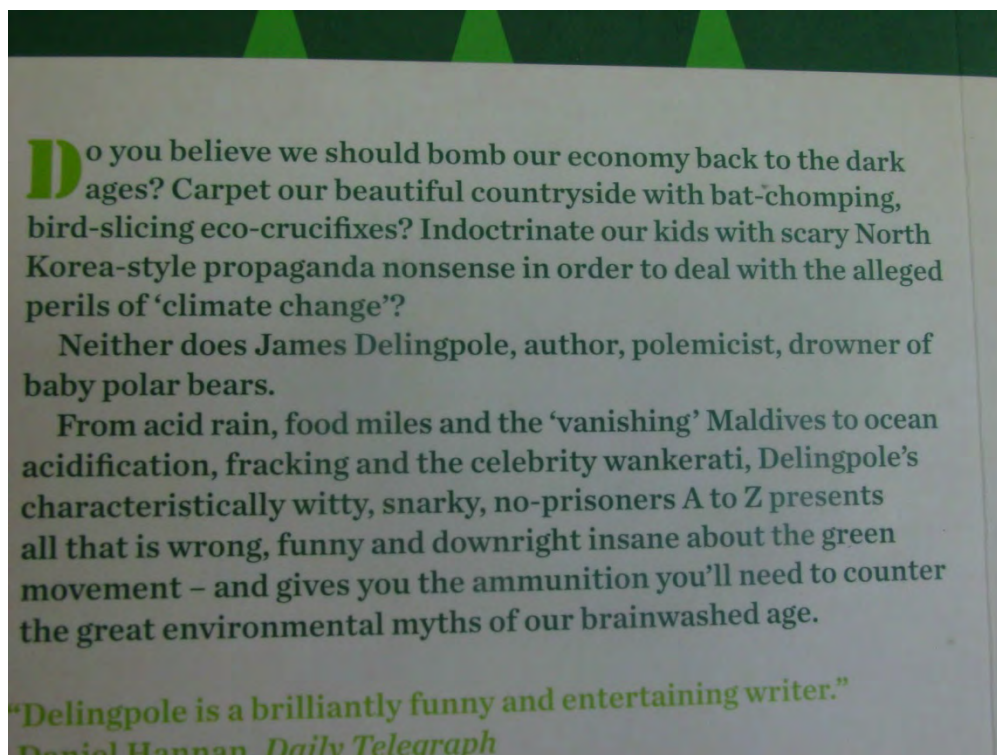 Do you believe we should bomb our economy back to the dark
ages? Carpet our beautiful countryside with bat-chomping,
bird-slicing eco-crucifixes? Indoctrinate our kids with scary North
Korea-style propaganda nonsense in order to deal with the alleged
perils of ‘climate change’?
Neither does James Delingpole, author, polemicist, drowner of
baby polar bears.
From acid rain, food miles and the ‘vanishing’ Maldives to ocean
acidification, fracking and the celebrity wankerati, Delingpole’s
characteristically witty, snarky, no-prisoners A to Z presents
all that is wrong, funny and downright insane about the green
movement – and gives you the ammunition you’ll need to counter
the great environmental myths of our brainwashed age.
“Delingpole is a brilliantly funny and entertaining writer.”
Daniel Hannan, Daily Telegraph